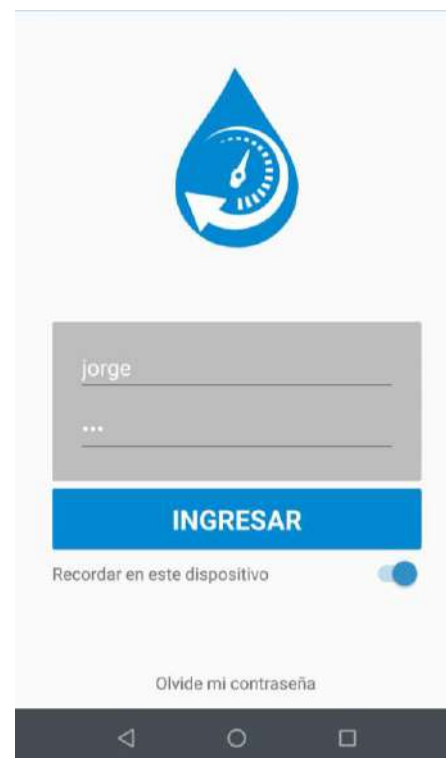 jorge
•••
INGRESAR
Recordar en este dispositivo
Olvide mi contraseña